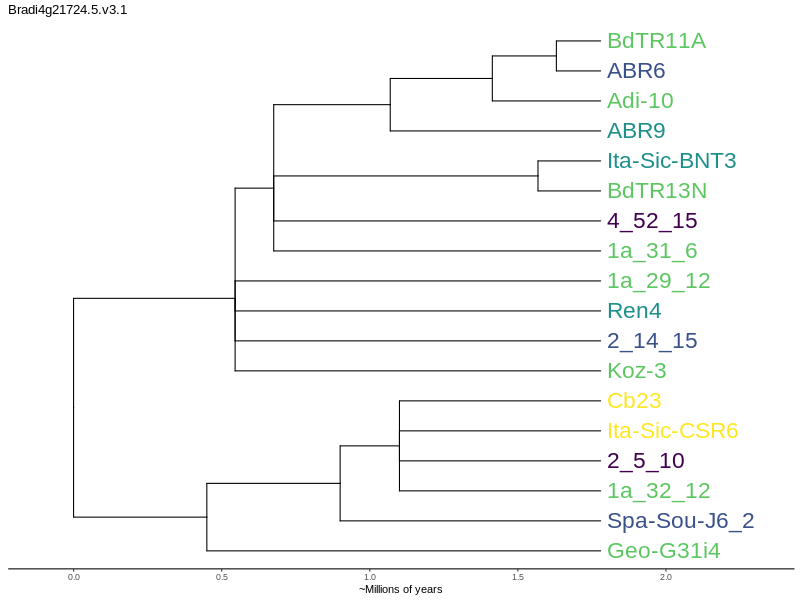 Bradi4g21724.5.v3.1
BdTR11A
ABR6
Adi-10
ABR9
Ita-Sic-BNT3
BdTR13N
4_52_15
1a_31_6
1a_29_12
Ren4
2_14_15
Koz-3
Cb23
Ita-Sic-CSR6
2_5_10
1a_32_12
Spa-Sou-J6_2
Geo-G31i4
0.0 0.5 1.0 1.5 2.0
~Millions of years